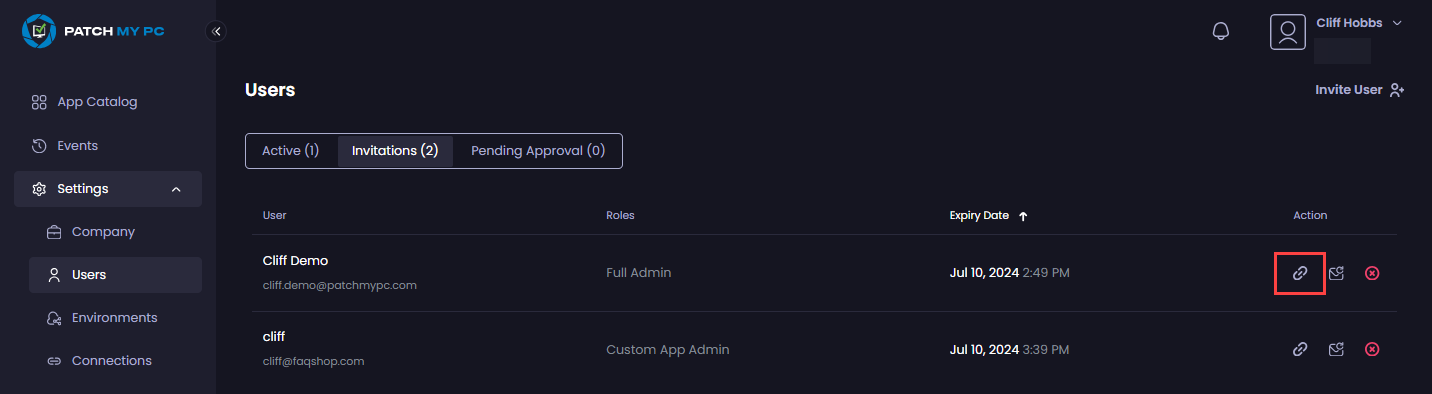 PATCH MY PC
Cliff Hobbs
App Catalog
Events
Settings
Company
Users
Environments
Connections
Users
Invite User
Active (1) Invitations (2) Pending Approval (0)
User Roles Expiry Date Action
Cliff Demo
cliff.demo@patchmypc.com
Full Admin
Jul 10, 2024 2:49 PM
cliff
cliff@faqshop.com
Custom App Admin
Jul 10, 2024 3:39 PM